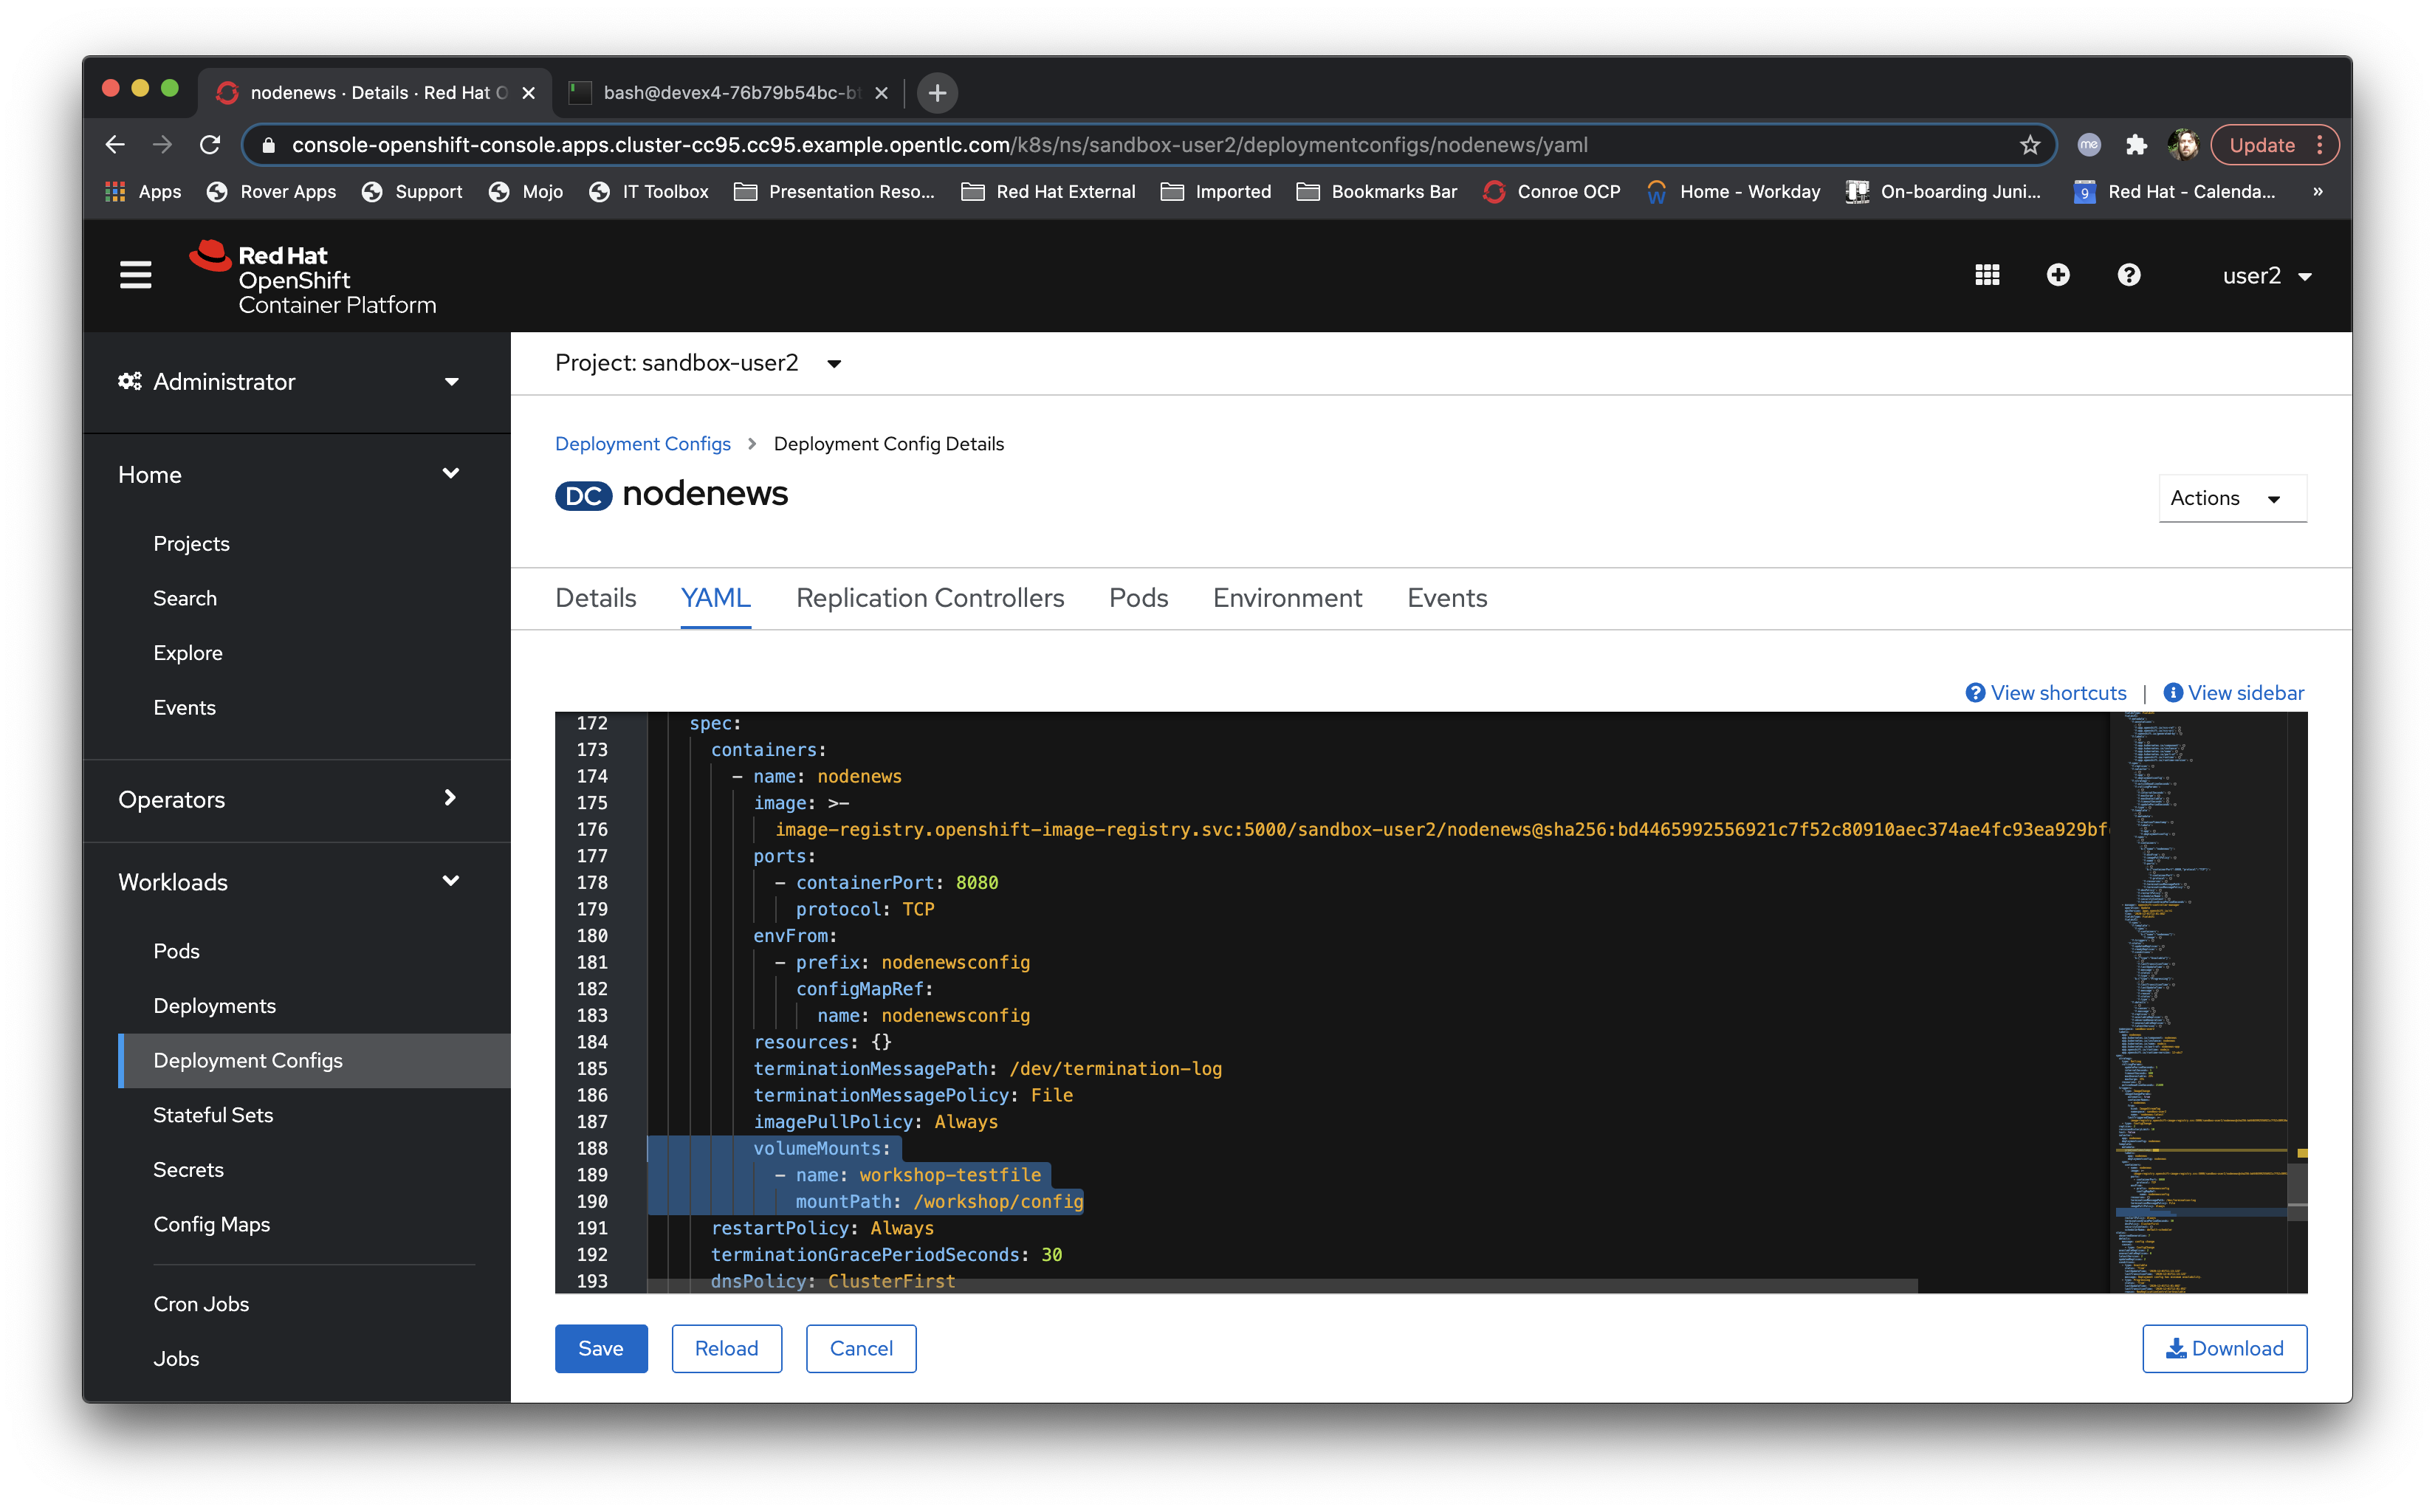 nodenews · Details · Red Hat O
bash@devex4-76b79b54bc-bt
console-openshift-console.apps.cluster-cc95.cc95.example.opentlc.com/k8s/ns/sandbox-user2/deploymentconfigs/nodenews/yaml
me
Update
Apps
Rover Apps
Support
Mojo
IT Toolbox
Presentation Reso...
Red Hat External
Imported
Bookmarks Bar
Conroe OCP
Home - Workday
On-boarding Juni...
9
Red Hat - Calenda...
»
Red Hat
OpenShift
Container Platform
user2
Administrator
Home
Projects
Search
Explore
Events
Operators
Workloads
Pods
Deployments
Deployment Configs
Stateful Sets
Secrets
Config Maps
Cron Jobs
Jobs
Project: sandbox-user2
Deployment Configs > Deployment Config Details
DC nodenews
Actions
Details YAML Replication Controllers Pods Environment Events
View shortcuts | View sidebar
172 spec:
173 containers:
174 - name: nodenews
175 image: >-
176 image-registry.openshift-image-registry.svc:5000/sandbox-user2/nodenews@sha256:bd4465992556921c7f52c80910aec374ae4fc93ea929bf
177 ports:
178 - containerPort: 8080
179 protocol: TCP
180 envFrom:
181 - prefix: nodenewsconfig
182 configMapRef:
183 name: nodenewsconfig
184 resources: {}
185 terminationMessagePath: /dev/termination-log
186 terminationMessagePolicy: File
187 imagePullPolicy: Always
188 volumeMounts:
189 - name: workshop-testfile
190 mountPath: /workshop/config
191 restartPolicy: Always
192 terminationGracePeriodSeconds: 30
193 dnsPolicy: ClusterFirst
Save
Reload
Cancel
Download